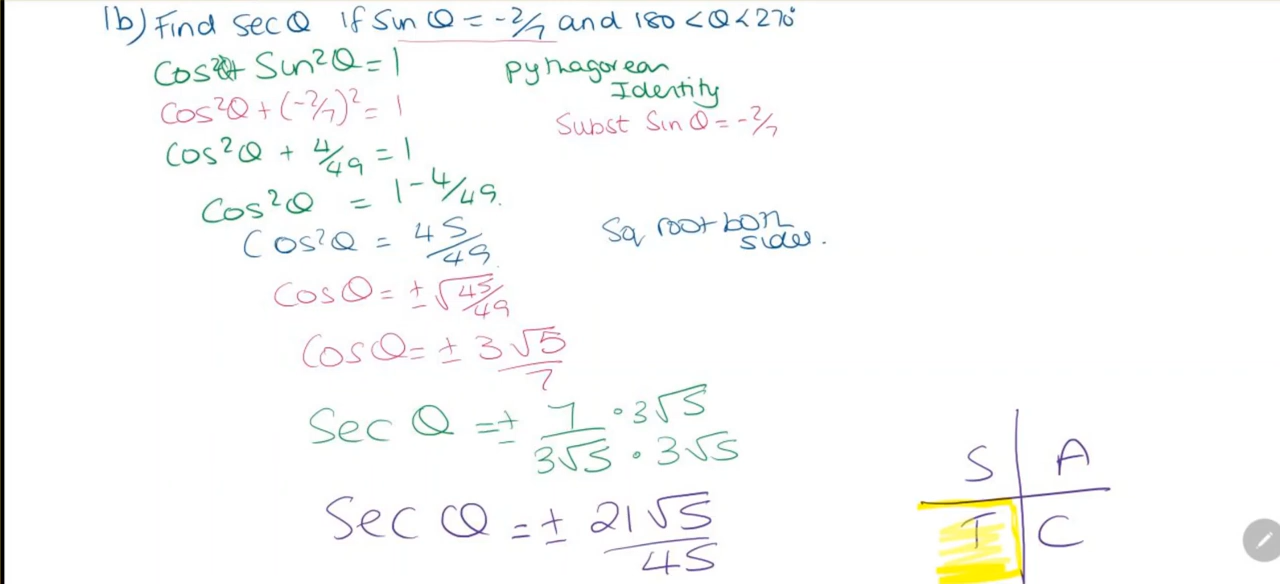 1b) Find Sec θ if Sin θ = -2/7 and 180 < θ < 270°
Cos²θ + Sin²θ = 1 Pythagorean
Identity
Cos²θ + (-2/7)² = 1
Subst Sin θ = -2/7
Cos²θ + 4/49 = 1
Cos²θ = 1 - 4/49.
Cos²θ = 45/49 Sq root both
sides.
Cosθ = ± √45/49
Cosθ = ± 3√5/7
Sec θ = ± 7/3√5 • 3√5/3√5
S A
Sec θ = ± 21√5/45
T C